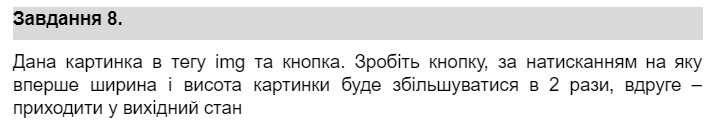 Завдання 8.
Дана картинка в тегу img та кнопка. Зробіть кнопку, за натисканням на яку
вперше ширина і висота картинки буде збільшуватися в 2 рази, вдруге –
приходити у вихідний стан